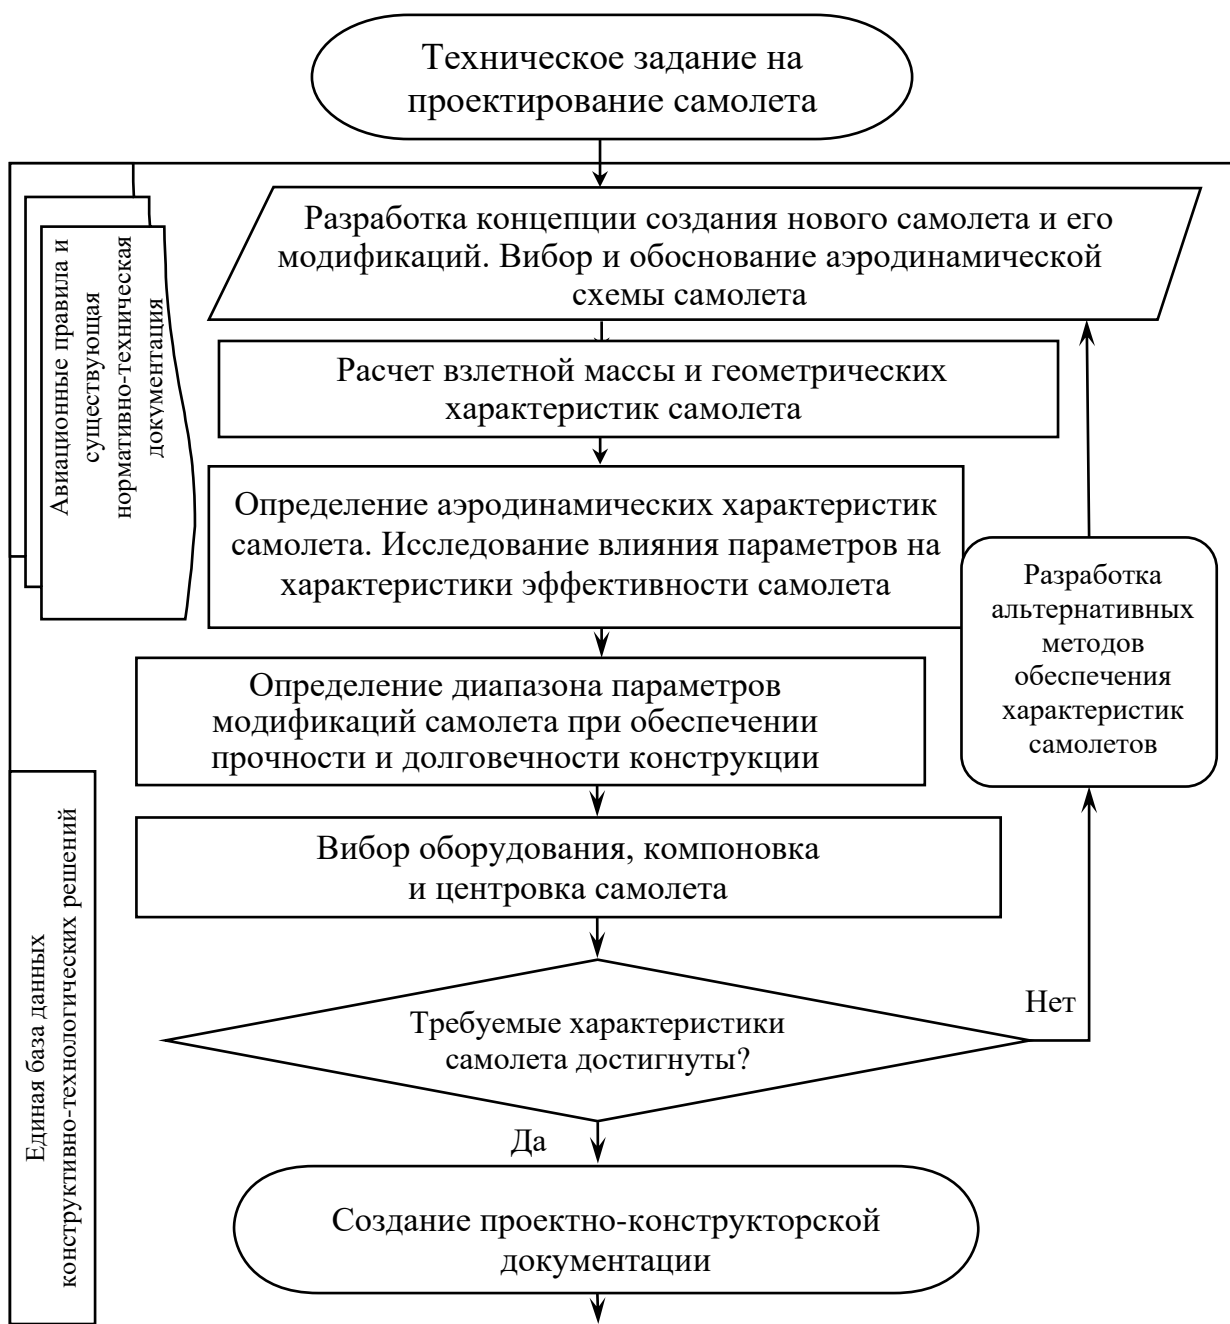 Техническое задание на
проектирование самолета
Разработка концепции создания нового самолета и его
модификаций. Вибор и обоснование аэродинамической
схемы самолета
Авиационные правила и
существующая
нормативно-техническая
документация
Расчет взлетной массы и геометрических
характеристик самолета
Определение аэродинамических характеристик
самолета. Исследование влияния параметров на
характеристики эффективности самолета
Разработка
альтернативных
методов
обеспечения
характеристик
самолетов
Определение диапазона параметров
модификаций самолета при обеспечении
прочности и долговечности конструкции
Вибор оборудования, компоновка
и центровка самолета
Единая база данных
конструктивно-технологических решений
Нет
Требуемые характеристики
самолета достигнуты?
Да
Создание проектно-конструкторской
документации